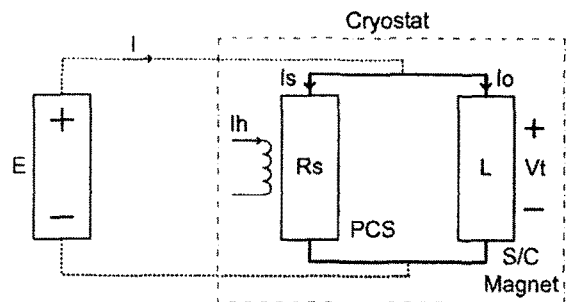 Cryostat
I
Is
Io
+
Ih
+
E
Rs
L
Vt
−
−
PCS
S/C
Magnet